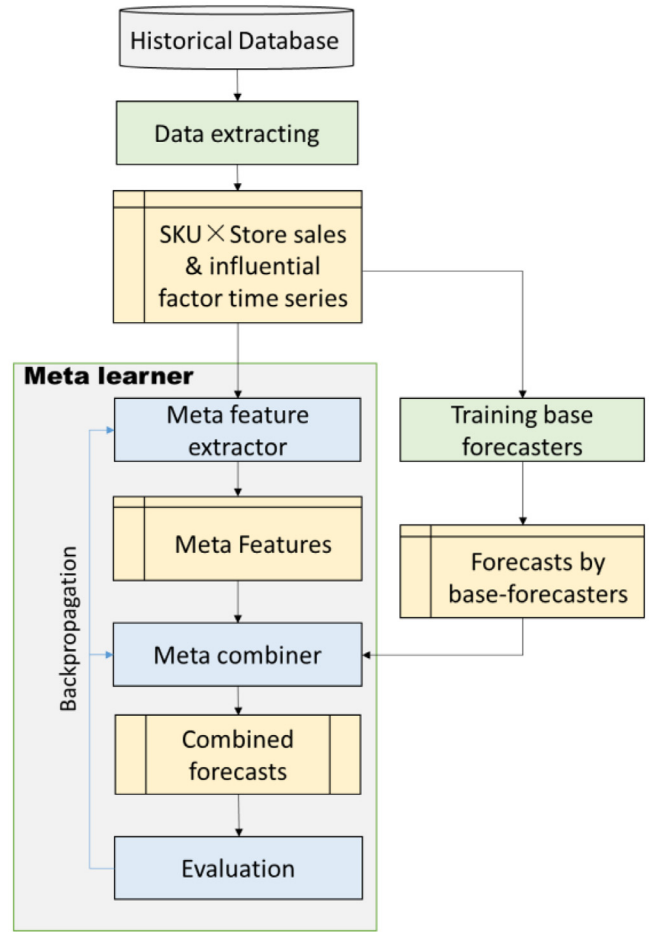 Historical Database
Data extracting
SKU×Store sales
& influential
factor time series
Meta learner
Meta feature
extractor
Training base
forecasters
Meta Features
Forecasts by
base-forecasters
Backpropagation
Meta combiner
Combined
forecasts
Evaluation